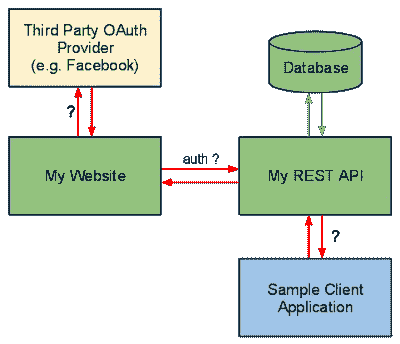 Third Party OAuth
Provider
(e.g. Facebook)
Database
?
My Website
auth ?
My REST API
?
Sample Client
Application